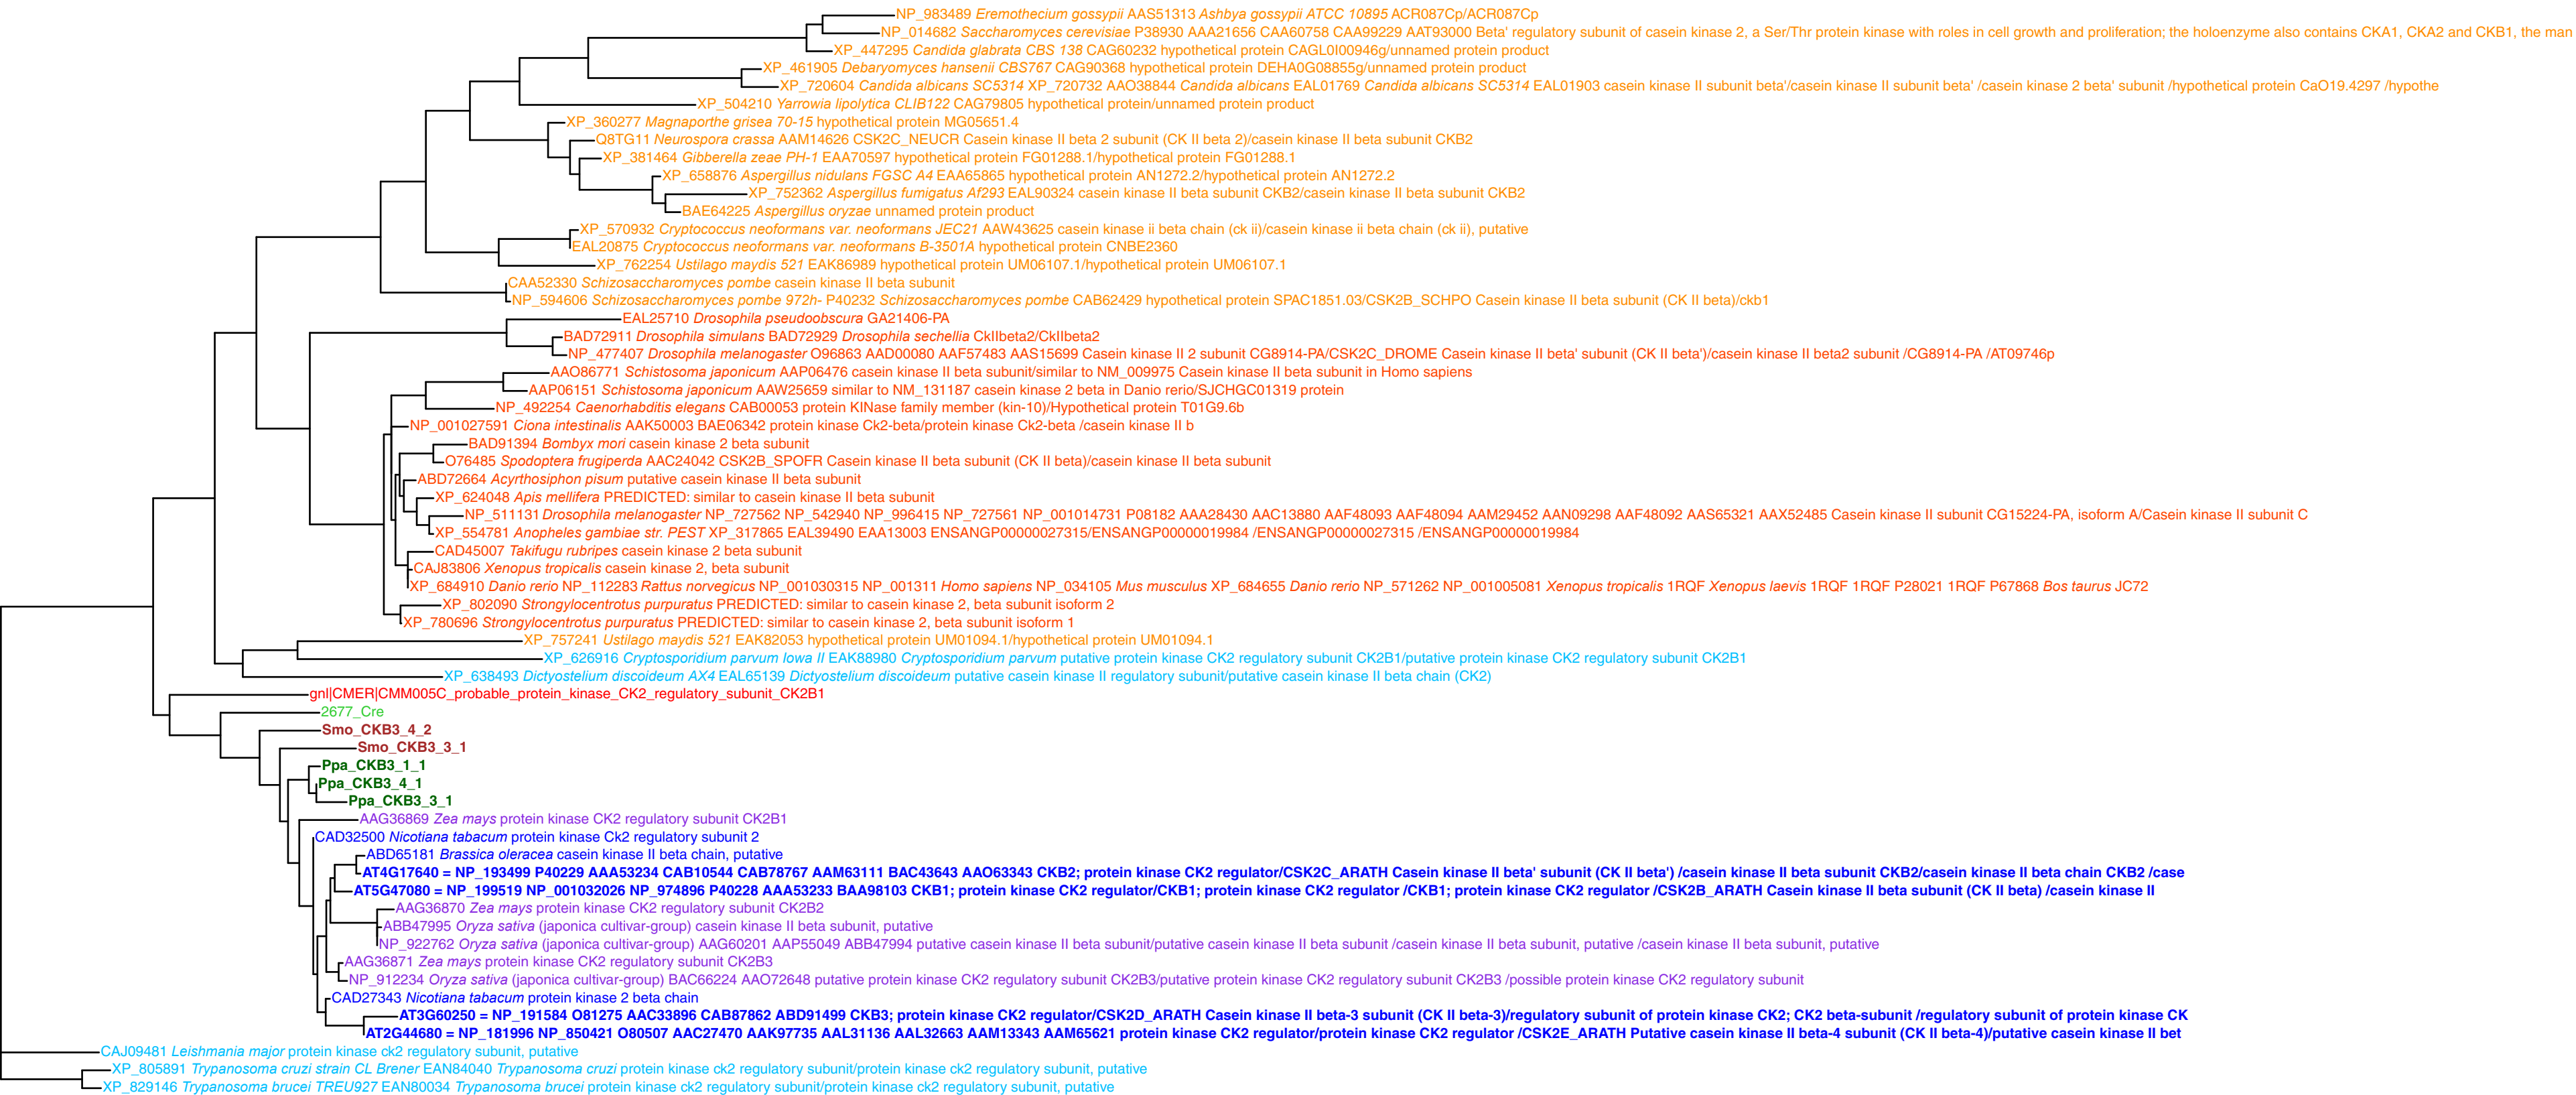 NP_983489 Eremothecium gossypii AAS51313 Ashbya gossypii ATCC 10895 ACR087Cp/ACR087Cp
NP_014682 Saccharomyces cerevisiae P38930 AAA21656 CAA60758 CAA99229 AAT93000 Beta' regulatory subunit of casein kinase 2, a Ser/Thr protein kinase with roles in cell growth and proliferation; the holoenzyme also contains CKA1, CKA2 and CKB1, the man
XP_447295 Candida glabrata CBS 138 CAG60232 hypothetical protein CAGL0I00946g/unnamed protein product
XP_461905 Debaryomyces hansenii CBS767 CAG90368 hypothetical protein DEHA0G08855g/unnamed protein product
XP_720604 Candida albicans SC5314 XP_720732 AAO38844 Candida albicans EAL01769 Candida albicans SC5314 EAL01903 casein kinase II subunit beta'/casein kinase II subunit beta' /casein kinase 2 beta' subunit /hypothetical protein CaO19.4297 /hypothe
XP_504210 Yarrowia lipolytica CLIB122 CAG79805 hypothetical protein/unnamed protein product
XP_360277 Magnaporthe grisea 70-15 hypothetical protein MG05651.4
Q8TG11 Neurospora crassa AAM14626 CSK2C_NEUCR Casein kinase II beta 2 subunit (CK II beta 2)/casein kinase II beta subunit CKB2
XP_381464 Gibberella zeae PH-1 EAA70597 hypothetical protein FG01288.1/hypothetical protein FG01288.1
XP_658876 Aspergillus nidulans FGSC A4 EAA65865 hypothetical protein AN1272.2/hypothetical protein AN1272.2
XP_752362 Aspergillus fumigatus Af293 EAL90324 casein kinase II beta subunit CKB2/casein kinase II beta subunit CKB2
BAE64225 Aspergillus oryzae unnamed protein product
XP_570932 Cryptococcus neoformans var. neoformans JEC21 AAW43625 casein kinase ii beta chain (ck ii)/casein kinase ii beta chain (ck ii), putative
EAL20875 Cryptococcus neoformans var. neoformans B-3501A hypothetical protein CNBE2360
XP_762254 Ustilago maydis 521 EAK86989 hypothetical protein UM06107.1/hypothetical protein UM06107.1
CAA52330 Schizosaccharomyces pombe casein kinase II beta subunit
NP_594606 Schizosaccharomyces pombe 972h- P40232 Schizosaccharomyces pombe CAB62429 hypothetical protein SPAC1851.03/CSK2B_SCHPO Casein kinase II beta subunit (CK II beta)/ckb1
EAL25710 Drosophila pseudoobscura GA21406-PA
BAD72911 Drosophila simulans BAD72929 Drosophila sechellia CkIIbeta2/CkIIbeta2
NP_477407 Drosophila melanogaster O96863 AAD00080 AAF57483 AAS15699 Casein kinase II 2 subunit CG8914-PA/CSK2C_DROME Casein kinase II beta' subunit (CK II beta')/casein kinase II beta2 subunit /CG8914-PA /AT09746p
AAO86771 Schistosoma japonicum AAP06476 casein kinase II beta subunit/similar to NM_009975 Casein kinase II beta subunit in Homo sapiens
AAP06151 Schistosoma japonicum AAW25659 similar to NM_131187 casein kinase 2 beta in Danio rerio/SJCHGC01319 protein
NP_492254 Caenorhabditis elegans CAB00053 protein KINase family member (kin-10)/Hypothetical protein T01G9.6b
NP_001027591 Ciona intestinalis AAK50003 BAE06342 protein kinase Ck2-beta/protein kinase Ck2-beta /casein kinase II b
BAD91394 Bombyx mori casein kinase 2 beta subunit
O76485 Spodoptera frugiperda AAC24042 CSK2B_SPOFR Casein kinase II beta subunit (CK II beta)/casein kinase II beta subunit
ABD72664 Acyrthosiphon pisum putative casein kinase II beta subunit
XP_624048 Apis mellifera PREDICTED: similar to casein kinase II beta subunit
NP_511131 Drosophila melanogaster NP_727562 NP_542940 NP_996415 NP_727561 NP_001014731 P08182 AAA28430 AAC13880 AAF48093 AAF48094 AAM29452 AAN09298 AAF48092 AAS65321 AAX52485 Casein kinase II subunit CG15224-PA, isoform A/Casein kinase II subunit C
XP_554781 Anopheles gambiae str. PEST XP_317865 EAL39490 EAA13003 ENSANGP00000027315/ENSANGP00000019984 /ENSANGP00000027315 /ENSANGP00000019984
CAD45007 Takifugu rubripes casein kinase 2 beta subunit
CAJ83806 Xenopus tropicalis casein kinase 2, beta subunit
XP_684910 Danio rerio NP_112283 Rattus norvegicus NP_001030315 NP_001311 Homo sapiens NP_034105 Mus musculus XP_684655 Danio rerio NP_571262 NP_001005081 Xenopus tropicalis 1RQF Xenopus laevis 1RQF 1RQF P28021 1RQF P67868 Bos taurus JC72
XP_802090 Strongylocentrotus purpuratus PREDICTED: similar to casein kinase 2, beta subunit isoform 2
XP_780696 Strongylocentrotus purpuratus PREDICTED: similar to casein kinase 2, beta subunit isoform 1
XP_757241 Ustilago maydis 521 EAK82053 hypothetical protein UM01094.1/hypothetical protein UM01094.1
XP_626916 Cryptosporidium parvum Iowa II EAK88980 Cryptosporidium parvum putative protein kinase CK2 regulatory subunit CK2B1/putative protein kinase CK2 regulatory subunit CK2B1
XP_638493 Dictyostelium discoideum AX4 EAL65139 Dictyostelium discoideum putative casein kinase II regulatory subunit/putative casein kinase II beta chain (CK2)
gnl|CMER|CMM005C_probable_protein_kinase_CK2_regulatory_subunit_CK2B1
2677_Cre
Smo_CKB3_4_2
Smo_CKB3_3_1
Ppa_CKB3_1_1
Ppa_CKB3_4_1
Ppa_CKB3_3_1
AAG36869 Zea mays protein kinase CK2 regulatory subunit CK2B1
CAD32500 Nicotiana tabacum protein kinase Ck2 regulatory subunit 2
ABD65181 Brassica oleracea casein kinase II beta chain, putative
AT4G17640 = NP_193499 P40229 AAA53234 CAB10544 CAB78767 AAM63111 BAC43643 AAO63343 CKB2; protein kinase CK2 regulator/CSK2C_ARATH Casein kinase II beta' subunit (CK II beta') /casein kinase II beta subunit CKB2/casein kinase II beta chain CKB2 /case
AT5G47080 = NP_199519 NP_001032026 NP_974896 P40228 AAA53233 BAA98103 CKB1; protein kinase CK2 regulator/CKB1; protein kinase CK2 regulator /CKB1; protein kinase CK2 regulator /CSK2B_ARATH Casein kinase II beta subunit (CK II beta) /casein kinase II
AAG36870 Zea mays protein kinase CK2 regulatory subunit CK2B2
ABB47995 Oryza sativa (japonica cultivar-group) casein kinase II beta subunit, putative
NP_922762 Oryza sativa (japonica cultivar-group) AAG60201 AAP55049 ABB47994 putative casein kinase II beta subunit/putative casein kinase II beta subunit /casein kinase II beta subunit, putative /casein kinase II beta subunit, putative
AAG36871 Zea mays protein kinase CK2 regulatory subunit CK2B3
NP_912234 Oryza sativa (japonica cultivar-group) BAC66224 AAO72648 putative protein kinase CK2 regulatory subunit CK2B3/putative protein kinase CK2 regulatory subunit CK2B3 /possible protein kinase CK2 regulatory subunit
CAD27343 Nicotiana tabacum protein kinase 2 beta chain
AT3G60250 = NP_191584 O81275 AAC33896 CAB87862 ABD91499 CKB3; protein kinase CK2 regulator/CSK2D_ARATH Casein kinase II beta-3 subunit (CK II beta-3)/regulatory subunit of protein kinase CK2; CK2 beta-subunit /regulatory subunit of protein kinase CK
AT2G44680 = NP_181996 NP_850421 O80507 AAC27470 AAK97735 AAL31136 AAL32663 AAM13343 AAM65621 protein kinase CK2 regulator/protein kinase CK2 regulator /CSK2E_ARATH Putative casein kinase II beta-4 subunit (CK II beta-4)/putative casein kinase II bet
CAJ09481 Leishmania major protein kinase ck2 regulatory subunit, putative
XP_805891 Trypanosoma cruzi strain CL Brener EAN84040 Trypanosoma cruzi protein kinase ck2 regulatory subunit/protein kinase ck2 regulatory subunit, putative
XP_829146 Trypanosoma brucei TREU927 EAN80034 Trypanosoma brucei protein kinase ck2 regulatory subunit/protein kinase ck2 regulatory subunit, putative